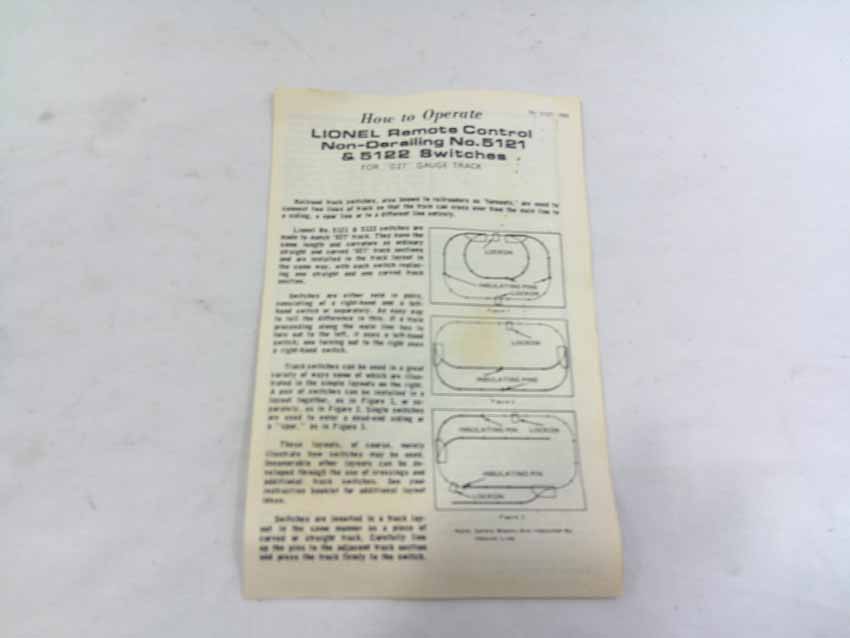 How to Operate
LIONEL Remote Control
Non-Derailing No.5121
& 5122 Switches
FOR "027" GAUGE TRACK
Railroad track switches, also known to railroaders as "turnouts," are used to
connect two lines of track so that the train can cross over from the main line to
a siding, a spur line or to a different line entirely.
Lionel No. 5121 & 5122 switches are
made to match "027" track. They have the
same length and curvature as ordinary
straight and curved "027" track sections
and are installed in the track layout in
the same way, with each switch replac-
ing one straight and one curved track
section.
Switches are either sold in pairs,
consisting of a right-hand and a left-
hand switch or separately. An easy way
to tell the difference is this. If a train
proceeding along the main line has to
turn out to the left, it uses a left-hand
switch; one turning out to the right uses
a right-hand switch.
Track switches can be used in a great
variety of ways some of which are illus-
trated in the simple layouts on the right.
A pair of switches can be installed in a
layout together, as in Figure 1, or se-
parately, as in Figure 2. Single switches
are used to enter a dead-end siding or
a "spur," as in Figure 3.
These layouts, of course, merely
illustrate how switches may be used.
Innumerable other layouts can be de-
veloped through the use of crossings and
additional track switches. See your
instruction booklet for additional layout
ideas.
Switches are inserted in a track lay-
out in the same manner as a piece of
curved or straight track. Carefully line
up the pins in the adjacent track section
and press the track firmly to the switch.
LOCKON
INSULATING PINS
LOCKON
Figure 1
LOCKON
INSULATING PINS
Figure 2
INSULATING PIN LOCKON
INSULATING PIN
LOCKON
Figure 3